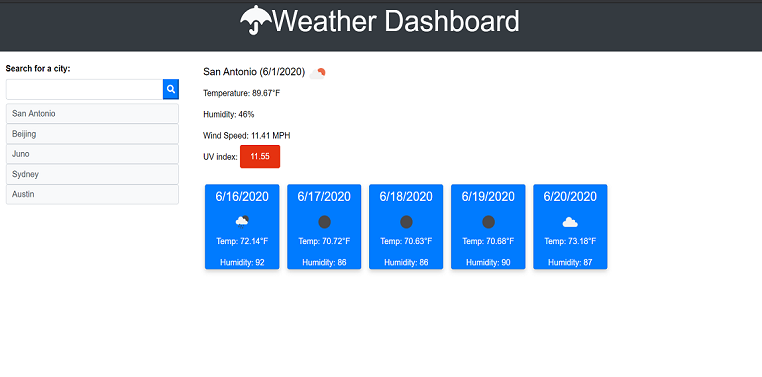 Weather Dashboard
Search for a city:
San Antonio
Beijing
Juno
Sydney
Austin
San Antonio (6/1/2020)
Temperature: 89.67°F
Humidity: 46%
Wind Speed: 11.41 MPH
UV index: 11.55
6/16/2020
Temp: 72.14°F
Humidity: 92
6/17/2020
Temp: 70.72°F
Humidity: 86
6/18/2020
Temp: 70.63°F
Humidity: 86
6/19/2020
Temp: 70.68°F
Humidity: 90
6/20/2020
Temp: 73.18°F
Humidity: 87